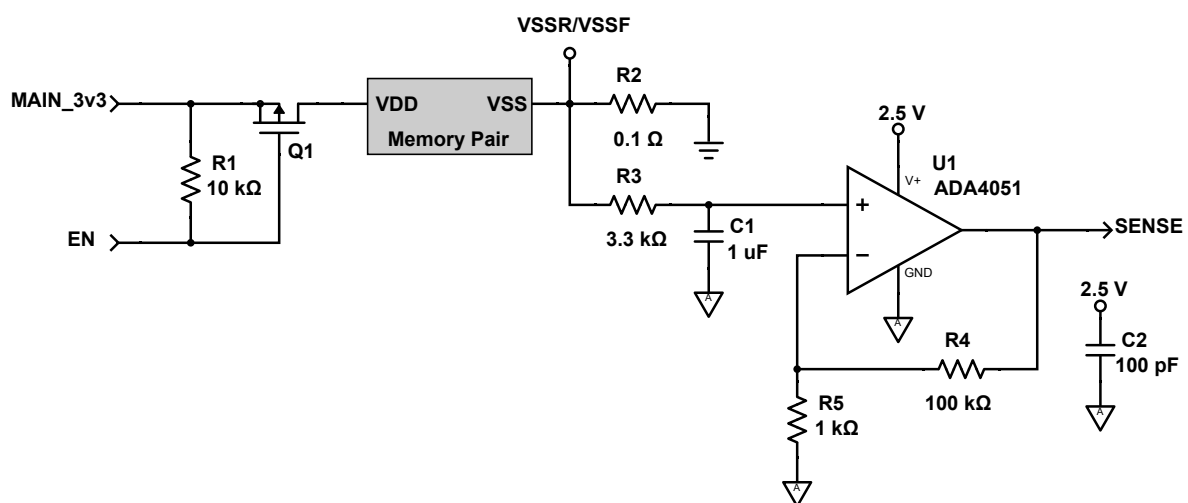 VSSR/VSSF
MAIN_3v3
R1
10 kΩ
EN
Q1
VDD
VSS
Memory Pair
R2
0.1 Ω
R3
3.3 kΩ
C1
1 uF
A
2.5 V
U1
ADA4051
V+
+
−
GND
A
SENSE
R4
100 kΩ
R5
1 kΩ
A
2.5 V
C2
100 pF
A